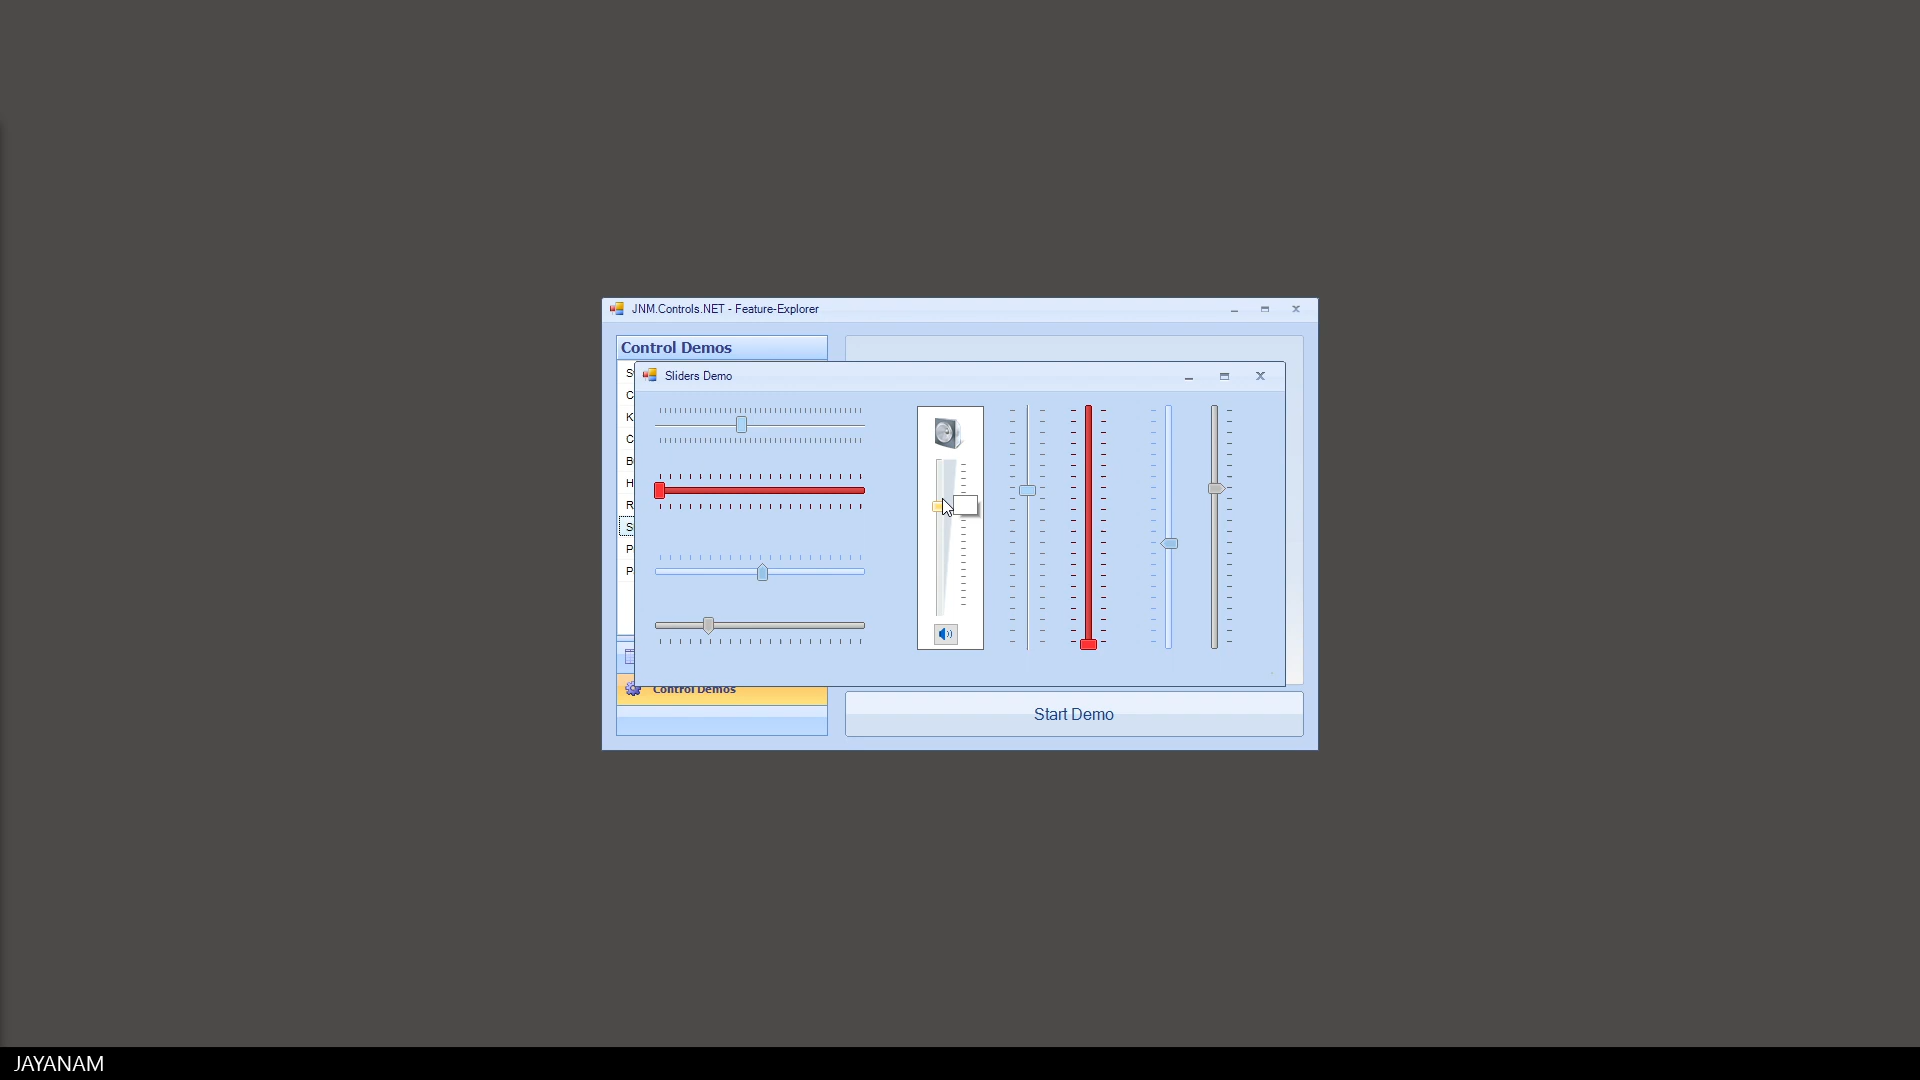 JNM.Controls.NET - Feature-Explorer
Control Demos
Sliders Demo
S
C
K
C
B
H
R
S
P
P
Control Demos
Start Demo
JAYANAM